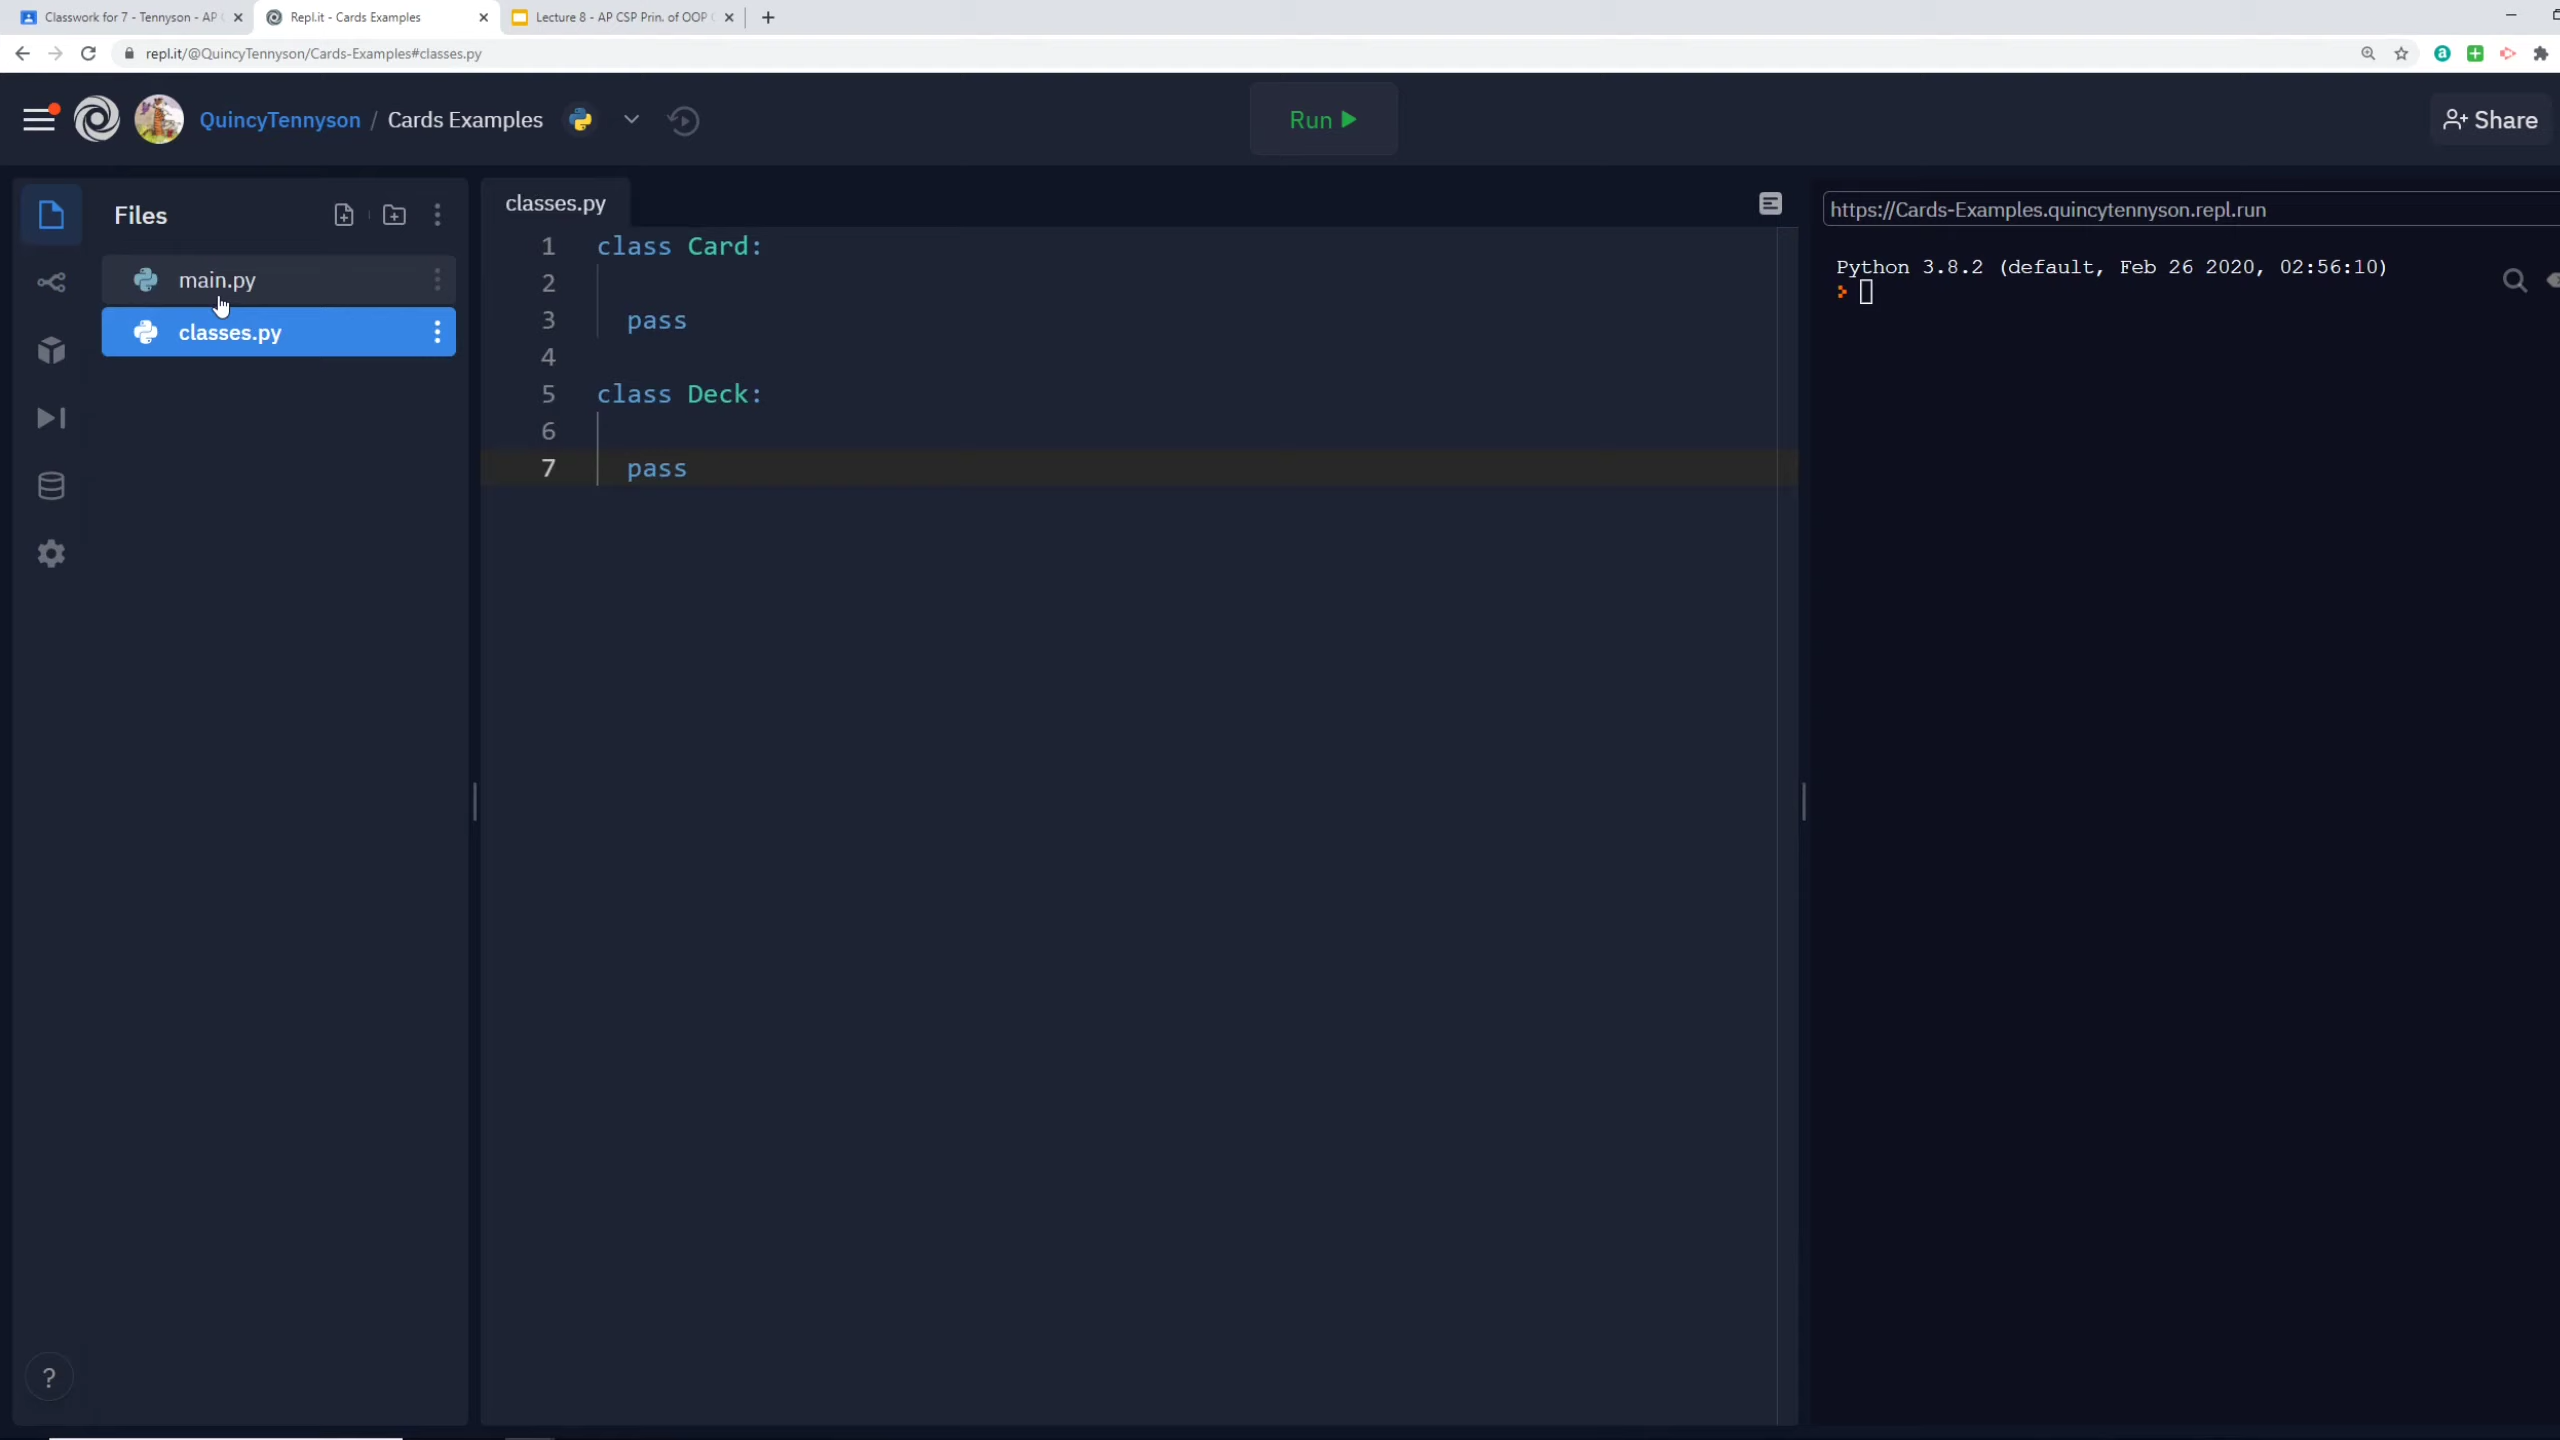 Classwork for 7 - Tennyson - AP
Repl.it - Cards Examples
Lecture 8 - AP CSP Prin. of OOP
repl.it/@QuincyTennyson/Cards-Examples#classes.py
QuincyTennyson / Cards Examples
Run
Share
Files
main.py
classes.py
classes.py
1 class Card:
2
3 pass
4
5 class Deck:
6
7 pass
https://Cards-Examples.quincytennyson.repl.run
Python 3.8.2 (default, Feb 26 2020, 02:56:10)
?